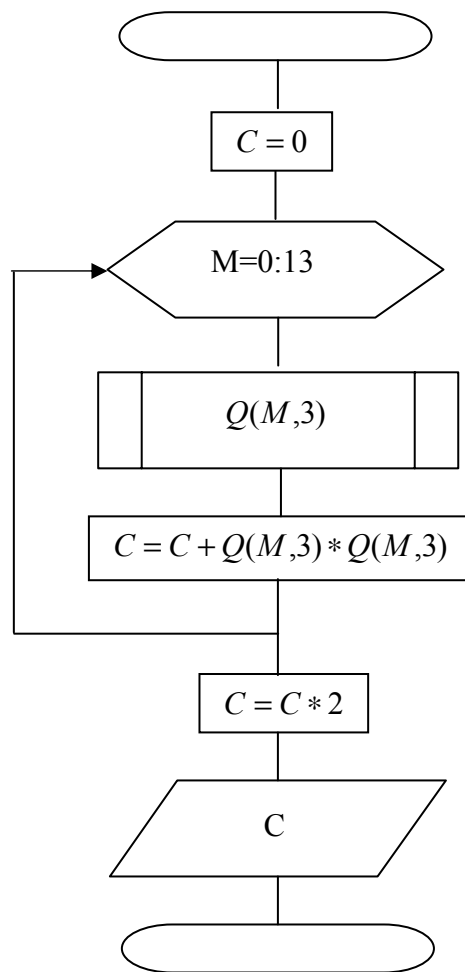 C = 0
M=0:13
Q(M,3)
C = C + Q(M,3) * Q(M,3)
C = C * 2
C